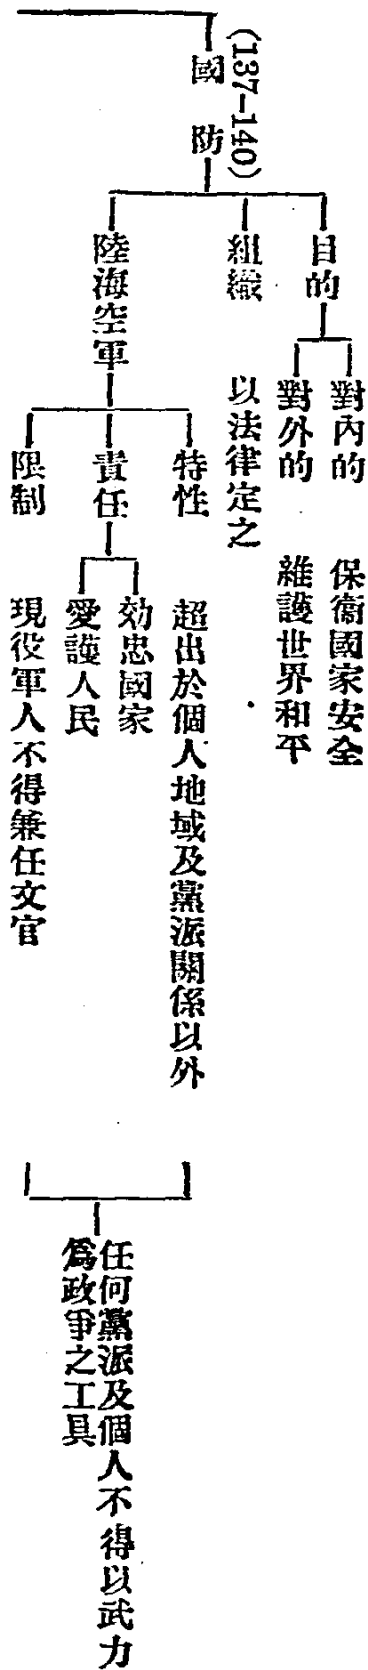 (137—140)
國防
目的
對內的
保衞國家安全
對外的
維護世界和平
組織
以法律定之
陸海空軍
特性
超出於個人地域及黨派關係以外
責任
効忠國家
愛護人民
限制
現役軍人不得兼任文官
任何黨派及個人不得以武力
爲政爭之工具